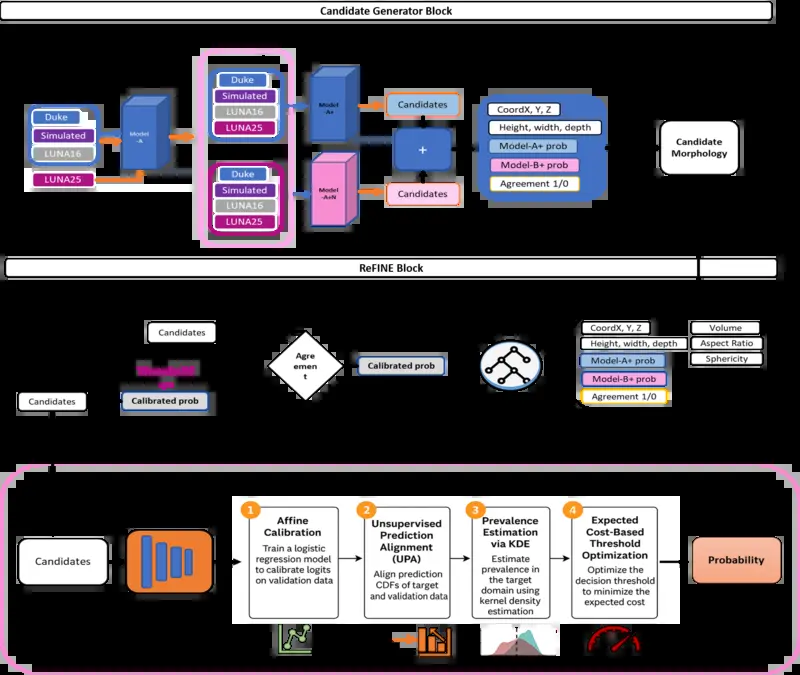 Candidate Generator Block
Duke
Simulated
LUNA16
LUNA25
Model
-A
Duke
Simulated
LUNA16
LUNA25
Duke
Simulated
LUNA16
LUNA25
Model
-A+
Model
-A+N
Candidates
+
Candidates
CoordX, Y, Z
Height, width, depth
Model-A+ prob
Model-B+ prob
Agreement 1/0
Candidate
Morphology
ReFINE Block
Candidates
Candidates
Calibrated prob
Agre
emen
t
Calibrated prob
CoordX, Y, Z
Height, width, depth
Model-A+ prob
Model-B+ prob
Agreement 1/0
Volume
Aspect Ratio
Sphericity
Candidates
1
Affine
Calibration
Train a logistic
regression model
to calibrate logits
on validation data
2
Unsupervised
Prediction
Alignment
(UPA)
Align prediction
CDFs of target
and validation data
3
Prevalence
Estimation
via KDE
Estimate
prevalence in
the target
domain using
kernel density
estimation
4
Expected
Cost-Based
Threshold
Optimization
Optimize the
decision threshold
to minimize the
expected cost
Probability